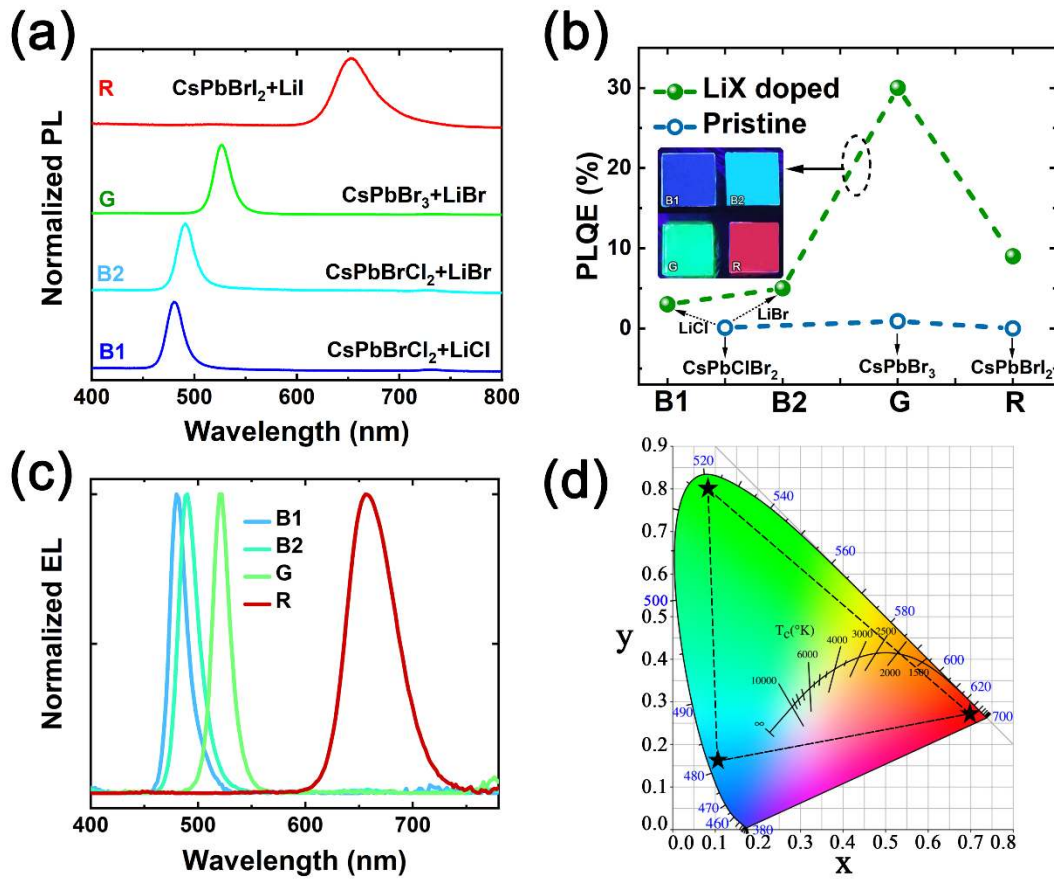 (a)
Normalized PL
R
CsPbBrI₂+LiI
G
CsPbBr₃+LiBr
B2
CsPbBrCl₂+LiBr
B1
CsPbBrCl₂+LiCl
400 500 600 700 800
Wavelength (nm)
(b)
PLQE (%)
30
20
10
0
LiX doped
Pristine
B1
B2
G
R
LiCl
LiBr
CsPbClBr₂
CsPbBr₃
CsPbBrI₂
B1 B2 G R
(c)
Normalized EL
B1
B2
G
R
400 500 600 700
Wavelength (nm)
(d)
y
0.9
0.8
0.7
0.6
0.5
0.4
0.3
0.2
0.1
0.0
520
540
560
500
580
T_C(°K)
2500
3000
4000
6000
600
2000
1500
10000
620
490
∞
700
480
470
460
380
0.0 0.1 0.2 0.3 0.4 0.5 0.6 0.7 0.8
x